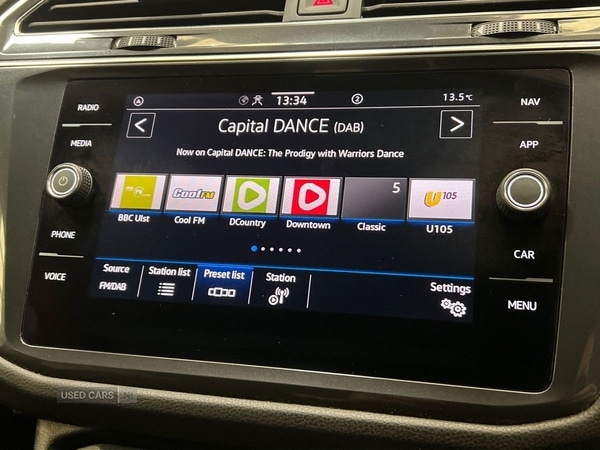 RADIO
MEDIA
PHONE
VOICE
13:34
2
13.5°C
Capital DANCE (DAB)
Now on Capital DANCE: The Prodigy with Warriors Dance
Cool FM
5
U105
BBC Ulst
Cool FM
DCountry
Downtown
Classic
U105
Source
FM/DAB
Station list
Preset list
Station
Settings
NAV
APP
CAR
MENU
USED CARS